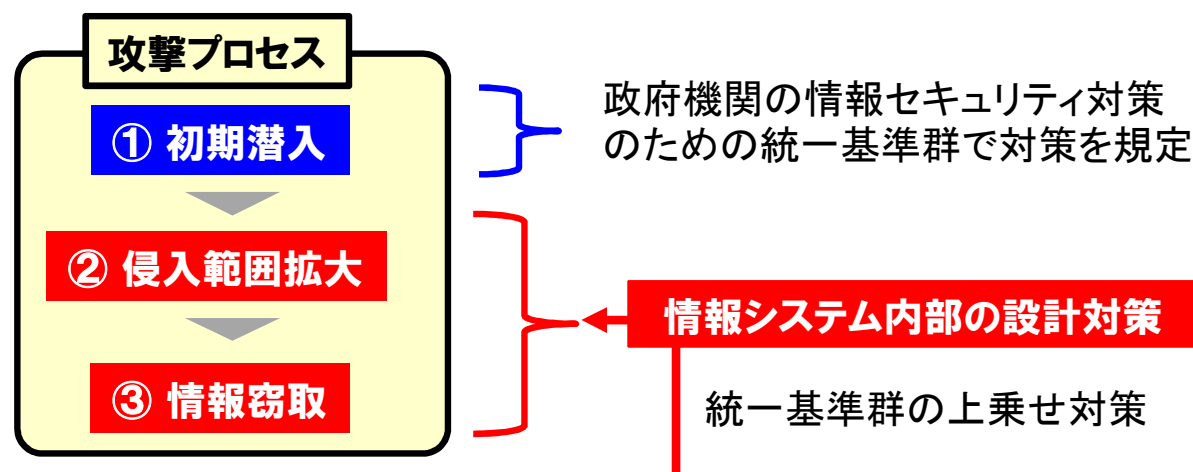 攻撃プロセス
① 初期潜入
② 侵入範囲拡大
③ 情報窃取
政府機関の情報セキュリティ対策
のための統一基準群で対策を規定
情報システム内部の設計対策
統一基準群の上乗せ対策